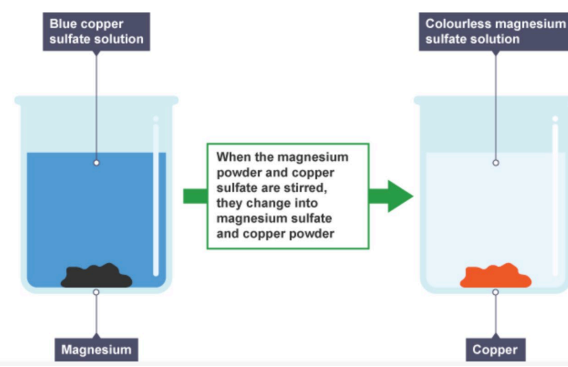 Blue copper
sulfate solution
Colourless magnesium
sulfate solution
When the magnesium
powder and copper
sulfate are stirred,
they change into
magnesium sulfate
and copper powder
Magnesium
Copper